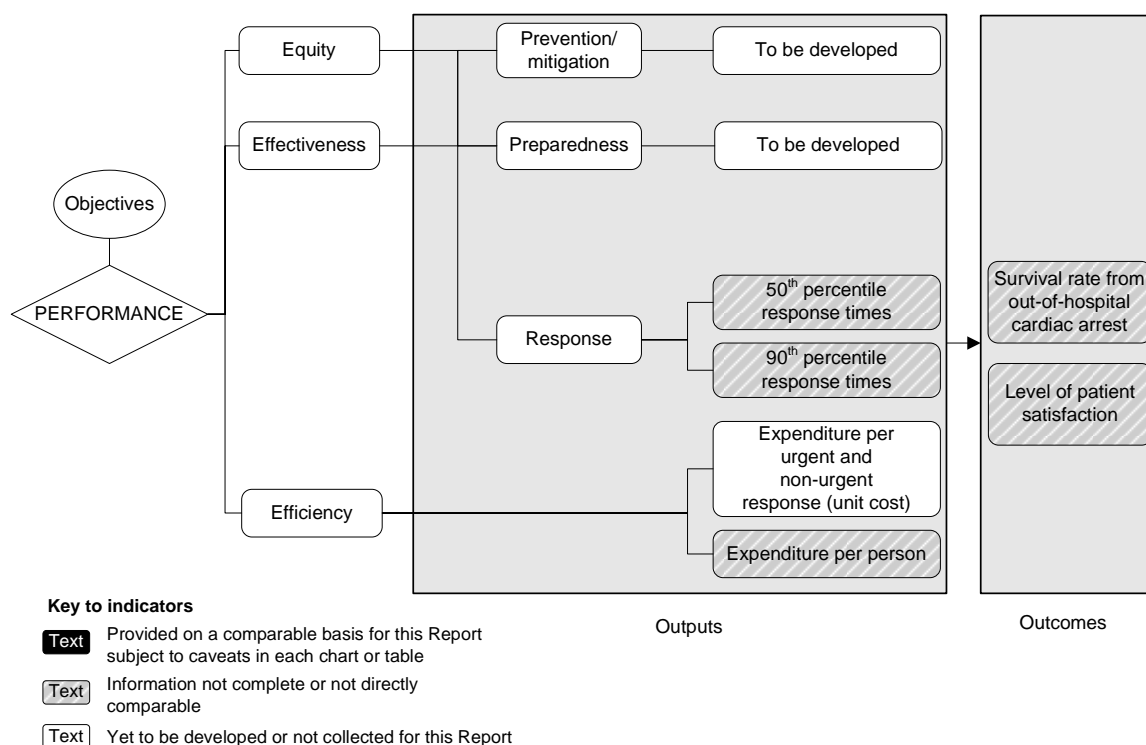 Equity
Prevention/
mitigation
To be developed
Effectiveness
Preparedness
To be developed
Objectives
PERFORMANCE
Response
50th percentile
response times
90th percentile
response times
Survival rate from
out-of-hospital
cardiac arrest
Level of patient
satisfaction
Efficiency
Expenditure per
urgent and
non-urgent
response (unit cost)
Expenditure per person
Outputs
Outcomes
Key to indicators
Text Provided on a comparable basis for this Report
subject to caveats in each chart or table
Text Information not complete or not directly
comparable
Text Yet to be developed or not collected for this Report